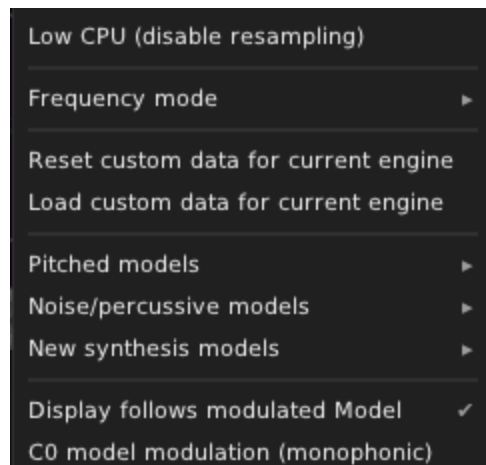 Low CPU (disable resampling)
Frequency mode
Reset custom data for current engine
Load custom data for current engine
Pitched models
Noise/percussive models
New synthesis models
Display follows modulated Model
C0 model modulation (monophonic)